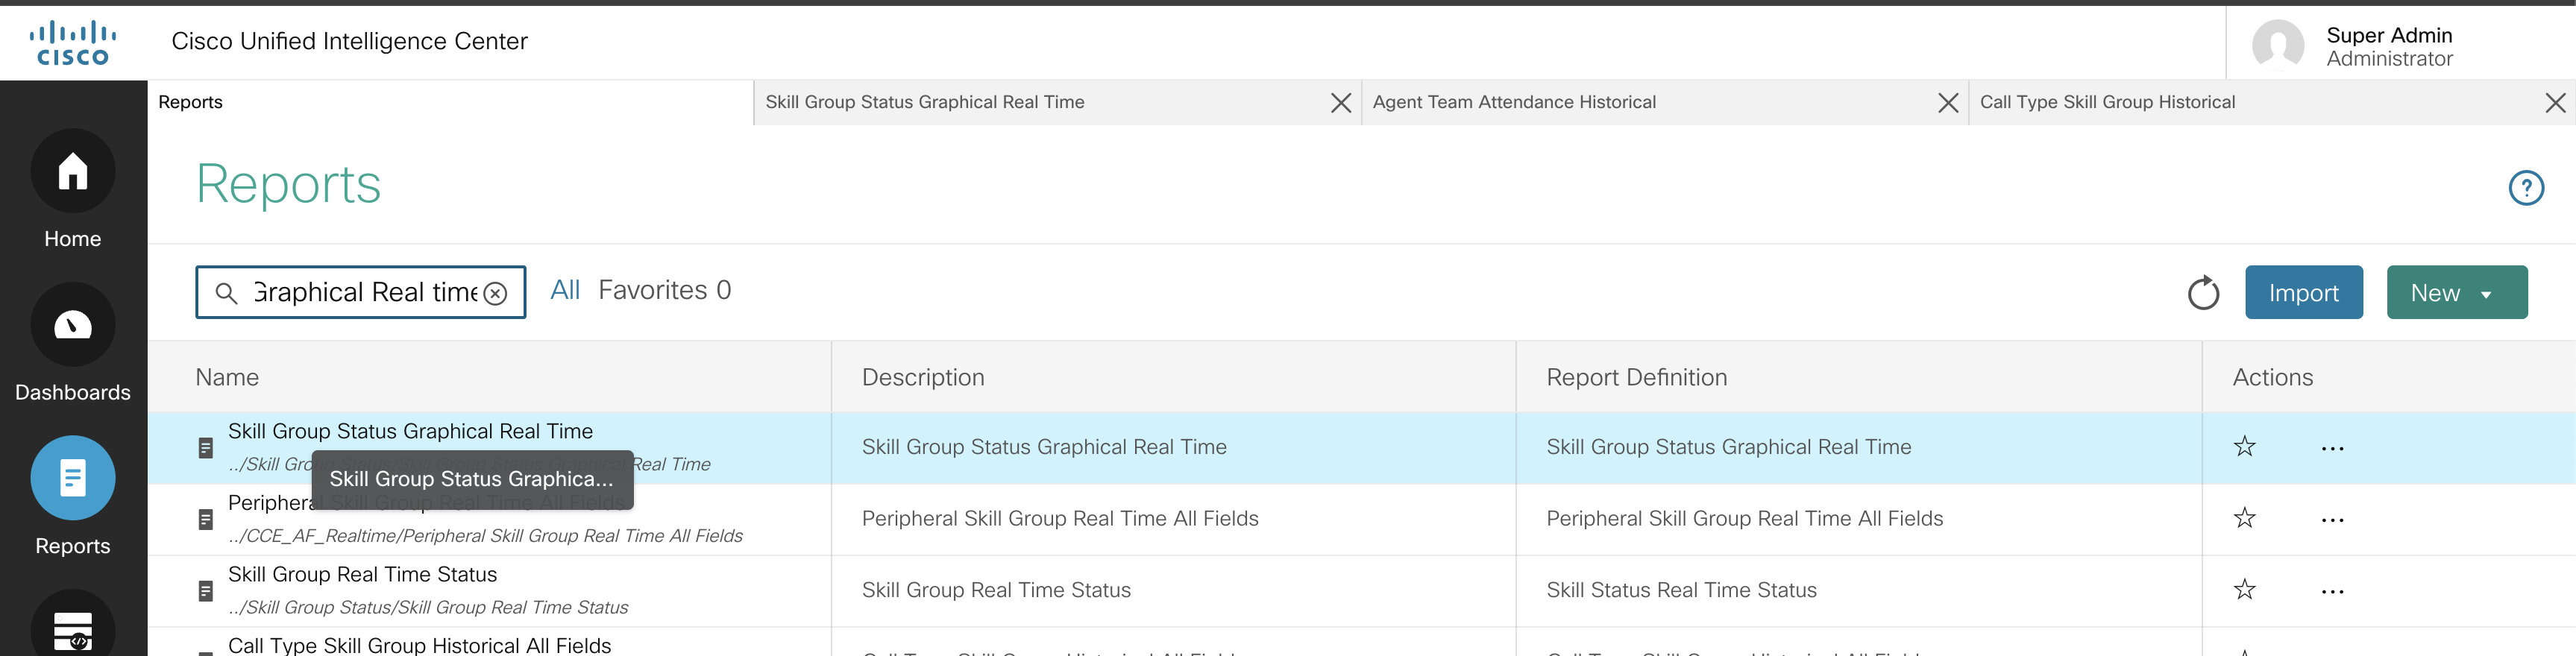 cisco
Cisco Unified Intelligence Center
Super Admin
Administrator
Reports
Skill Group Status Graphical Real Time
Agent Team Attendance Historical
Call Type Skill Group Historical
Home
Dashboards
Reports
Reports
?
Graphical Real time
All Favorites 0
Import
New
Name Description Report Definition Actions
Skill Group Status Graphical Real Time
../Skill Group Status/Skill Group Status Graphical Real Time
Skill Group Status Graphical Real Time
Skill Group Status Graphical Real Time
...
Skill Group Status Graphica...
Peripheral Skill Group Real Time All Fields
../CCE_AF_Realtime/Peripheral Skill Group Real Time All Fields
Peripheral Skill Group Real Time All Fields
Peripheral Skill Group Real Time All Fields
...
Skill Group Real Time Status
../Skill Group Status/Skill Group Real Time Status
Skill Group Real Time Status
Skill Status Real Time Status
...
Call Type Skill Group Historical All Fields